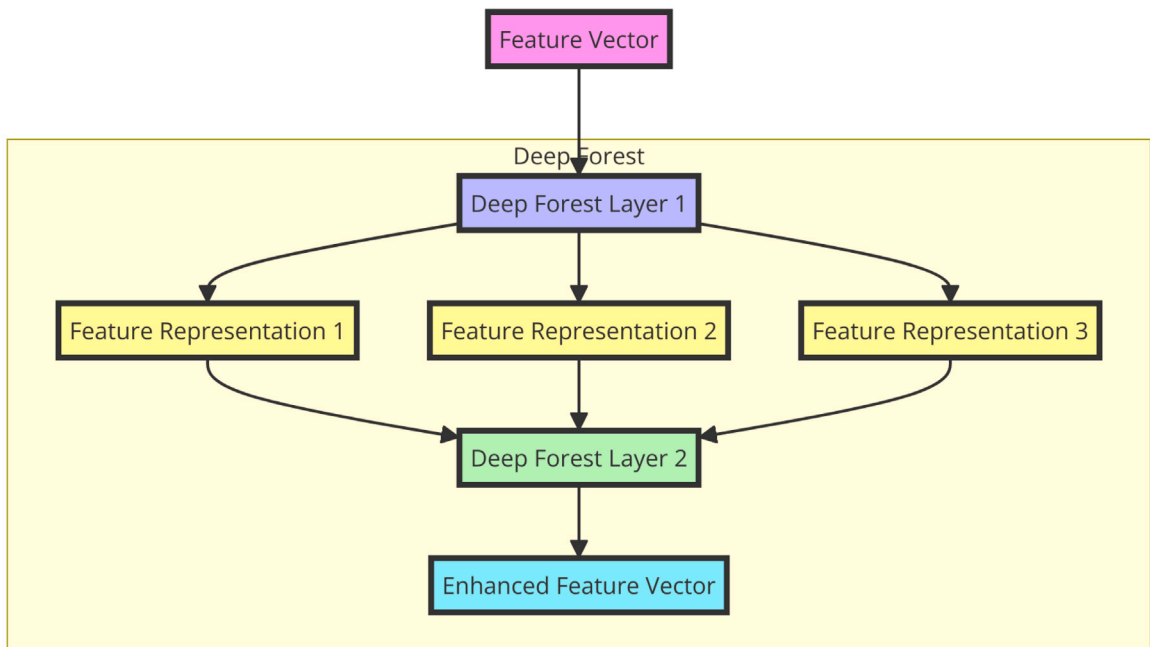 Feature Vector
Deep Forest
Deep Forest Layer 1
Feature Representation 1
Feature Representation 2
Feature Representation 3
Deep Forest Layer 2
Enhanced Feature Vector